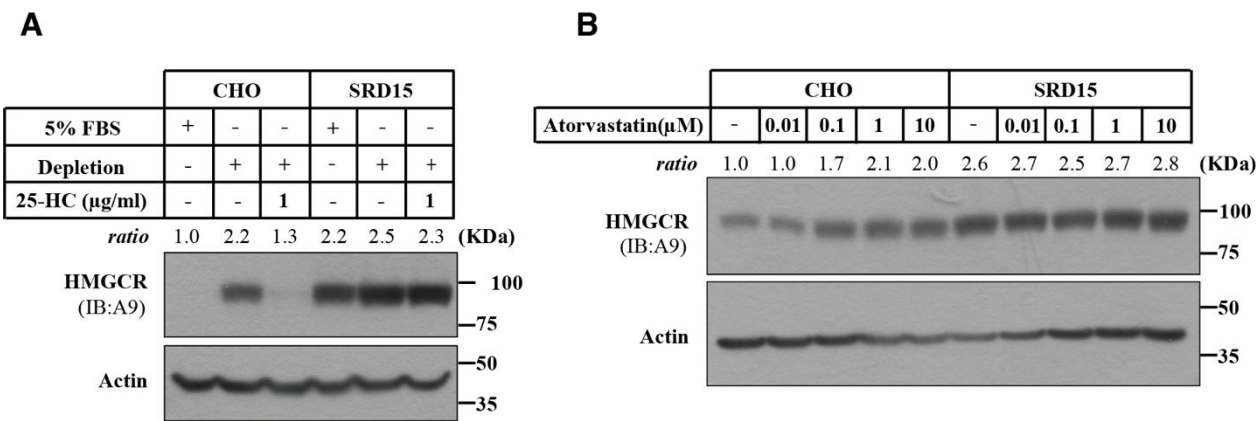 A
CHO SRD15
5% FBS + - - + - -
Depletion - + + - + +
25-HC (µg/ml) - - 1 - - 1
ratio 1.0 2.2 1.3 2.2 2.5 2.3 (KDa)
HMGCR
(IB:A9)
100
75
Actin
50
35
B
CHO SRD15
Atorvastatin(µM) - 0.01 0.1 1 10 - 0.01 0.1 1 10
ratio 1.0 1.0 1.7 2.1 2.0 2.6 2.7 2.5 2.7 2.8 (KDa)
HMGCR
(IB:A9)
100
75
Actin
50
35